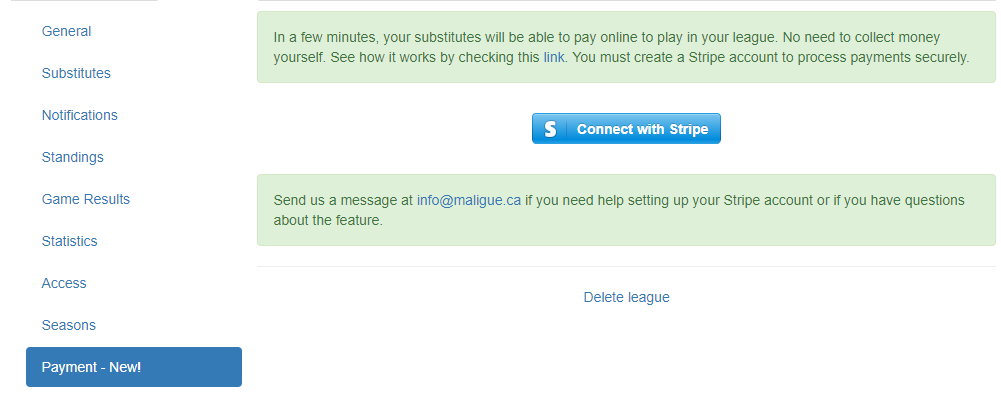 General
Substitutes
Notifications
Standings
Game Results
Statistics
Access
Seasons
Payment - New!
In a few minutes, your substitutes will be able to pay online to play in your league. No need to collect money
yourself. See how it works by checking this link. You must create a Stripe account to process payments securely.
S Connect with Stripe
Send us a message at info@maligue.ca if you need help setting up your Stripe account or if you have questions
about the feature.
Delete league